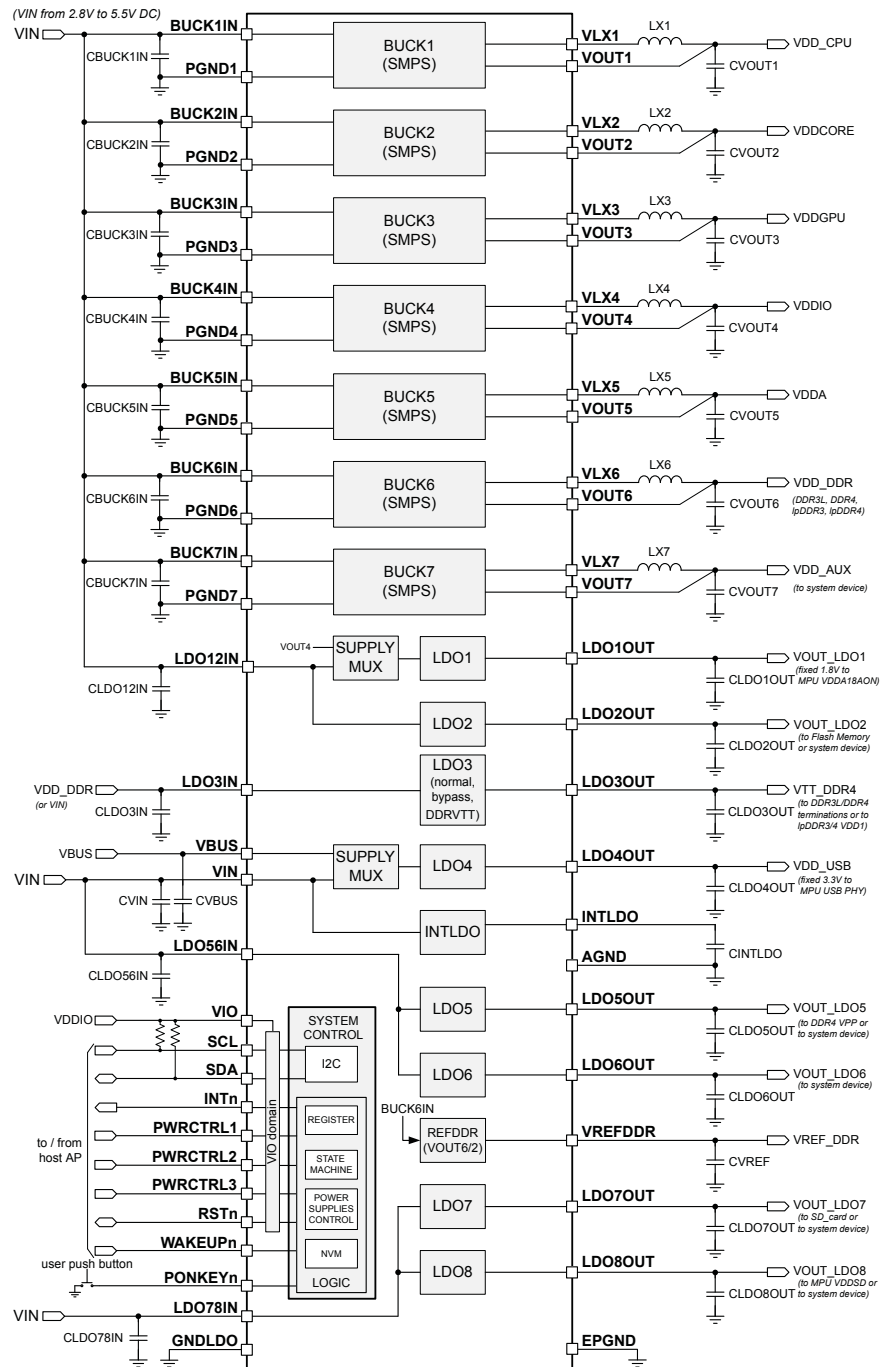 (VIN from 2.8V to 5.5V DC)
VIN
BUCK1IN
CBUCK1IN
PGND1
BUCK1
(SMPS)
VLX1
LX1
VOUT1
VDD_CPU
CVOUT1
BUCK2IN
CBUCK2IN
PGND2
BUCK2
(SMPS)
VLX2
LX2
VOUT2
VDDCORE
CVOUT2
BUCK3IN
CBUCK3IN
PGND3
BUCK3
(SMPS)
VLX3
LX3
VOUT3
VDDGPU
CVOUT3
BUCK4IN
CBUCK4IN
PGND4
BUCK4
(SMPS)
VLX4
LX4
VOUT4
VDDIO
CVOUT4
BUCK5IN
CBUCK5IN
PGND5
BUCK5
(SMPS)
VLX5
LX5
VOUT5
VDDA
CVOUT5
BUCK6IN
CBUCK6IN
PGND6
BUCK6
(SMPS)
VLX6
LX6
VOUT6
VDD_DDR
CVOUT6
(DDR3L, DDR4,
lpDDR3, lpDDR4)
BUCK7IN
CBUCK7IN
PGND7
BUCK7
(SMPS)
VLX7
LX7
VOUT7
VDD_AUX
(to system device)
CVOUT7
LDO12IN
CLDO12IN
VOUT4
SUPPLY
MUX
LDO1
LDO1OUT
VOUT_LDO1
(fixed 1.8V to
MPU VDDA18AON)
CLDO1OUT
LDO2
LDO2OUT
VOUT_LDO2
(to Flash Memory
or system device)
CLDO2OUT
VDD_DDR
(or VIN)
LDO3IN
CLDO3IN
LDO3
(normal,
bypass,
DDRVTT)
LDO3OUT
VTT_DDR4
(to DDR3L/DDR4
terminations or to
lpDDR3/4 VDD1)
CLDO3OUT
VBUS
VBUS
VIN
VIN
CVIN
CVBUS
SUPPLY
MUX
LDO4
LDO4OUT
VDD_USB
(fixed 3.3V to
MPU USB PHY)
CLDO4OUT
INTLDO
INTLDO
AGND
CINTLDO
LDO56IN
CLDO56IN
LDO5
LDO5OUT
VOUT_LDO5
(to DDR4 VPP or
to system device)
CLDO5OUT
LDO6
LDO6OUT
VOUT_LDO6
(to system device)
CLDO6OUT
VDDIO
VIO
SCL
SDA
INTn
PWRCTRL1
PWRCTRL2
PWRCTRL3
RSTn
WAKEUPn
PONKEYn
to / from
host AP
user push button
VIO domain
SYSTEM
CONTROL
I2C
REGISTER
STATE
MACHINE
POWER
SUPPLIES
CONTROL
NVM
LOGIC
BUCK6IN
REFDDR
(VOUT6/2)
VREFDDR
VREF_DDR
CVREF
LDO7
LDO7OUT
VOUT_LDO7
(to SD_card or
to system device)
CLDO7OUT
LDO8
LDO8OUT
VOUT_LDO8
(to MPU VDDSD or
to system device)
CLDO8OUT
VIN
LDO78IN
CLDO78IN
GNDLDO
EPGND